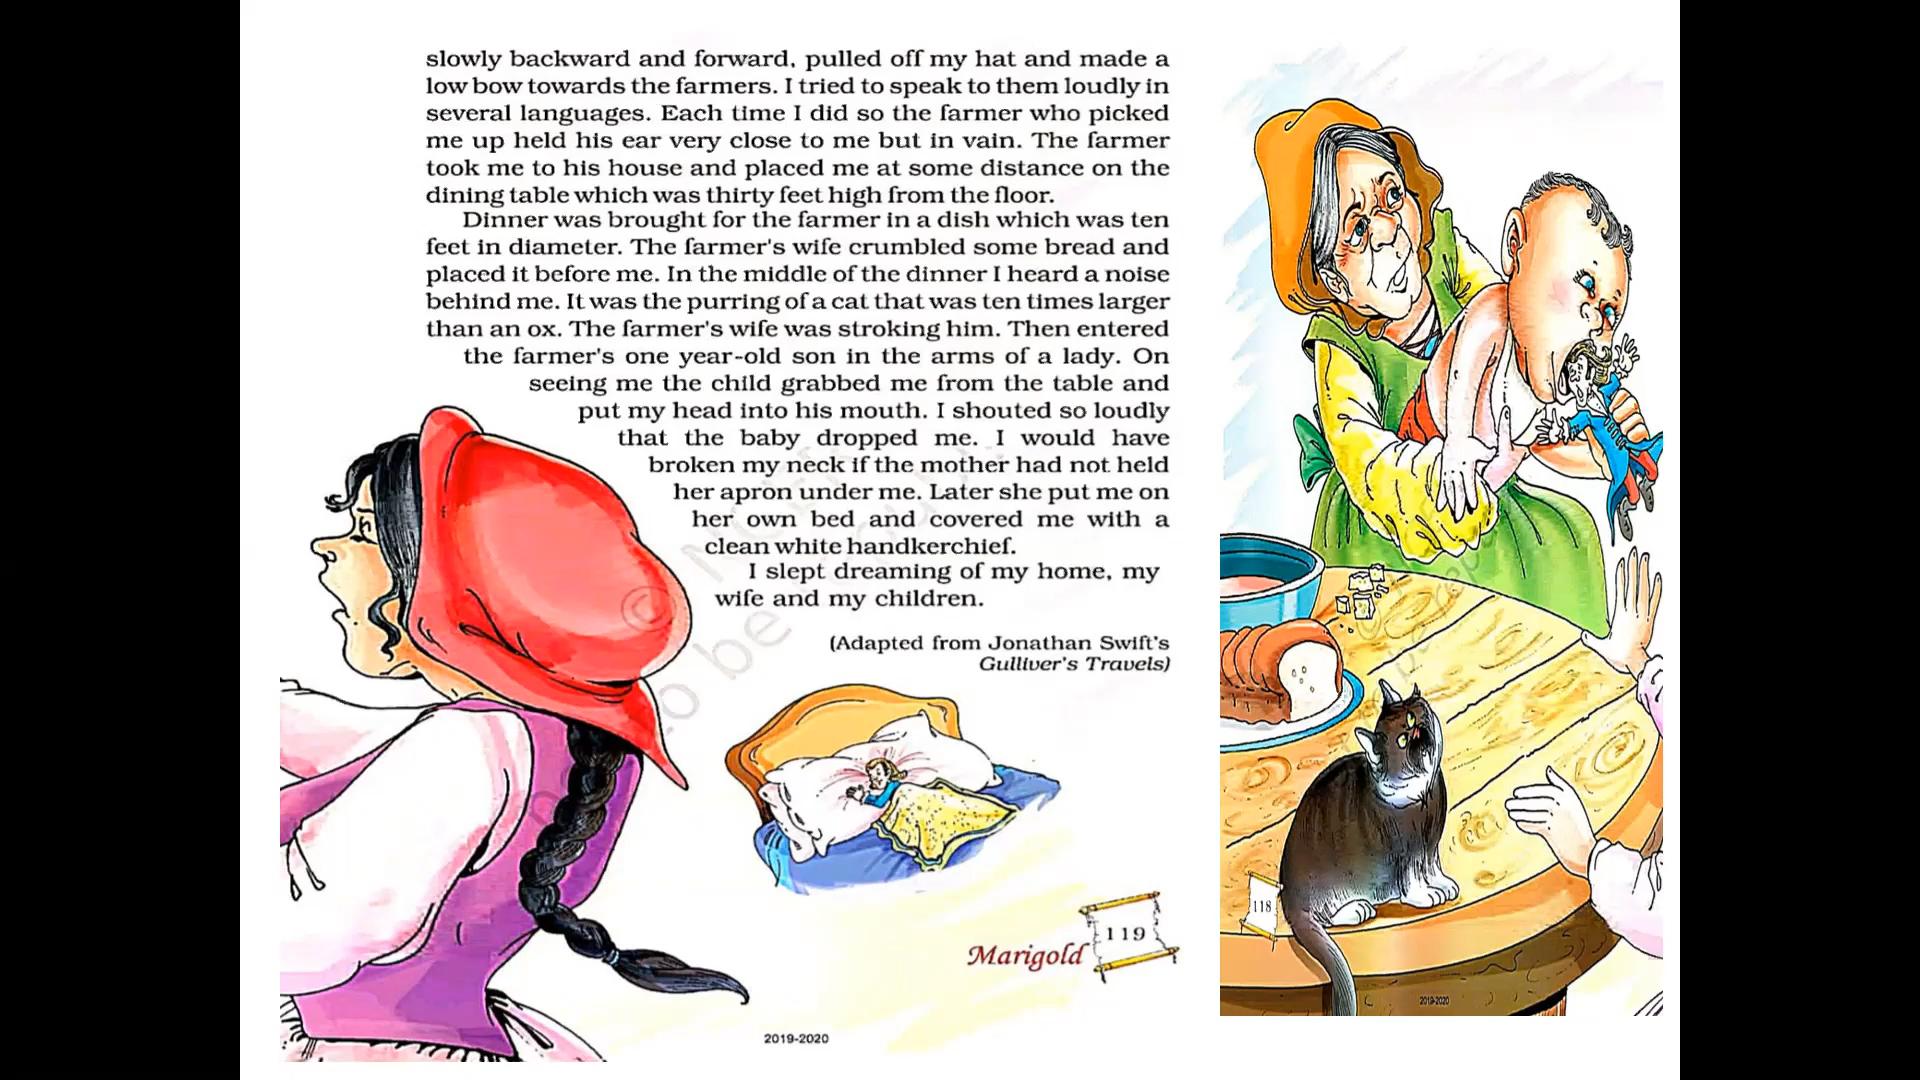 slowly backward and forward, pulled off my hat and made a
low bow towards the farmers. I tried to speak to them loudly in
several languages. Each time I did so the farmer who picked
me up held his ear very close to me but in vain. The farmer
took me to his house and placed me at some distance on the
dining table which was thirty feet high from the floor.
Dinner was brought for the farmer in a dish which was ten
feet in diameter. The farmer's wife crumbled some bread and
placed it before me. In the middle of the dinner I heard a noise
behind me. It was the purring of a cat that was ten times larger
than an ox. The farmer's wife was stroking him. Then entered
the farmer's one year-old son in the arms of a lady. On
seeing me the child grabbed me from the table and
put my head into his mouth. I shouted so loudly
that the baby dropped me. I would have
broken my neck if the mother had not held
her apron under me. Later she put me on
her own bed and covered me with a
clean white handkerchief.
I slept dreaming of my home, my
wife and my children.
(Adapted from Jonathan Swift's
Gulliver's Travels)
Marigold
119
2019-2020
118
2019-2020